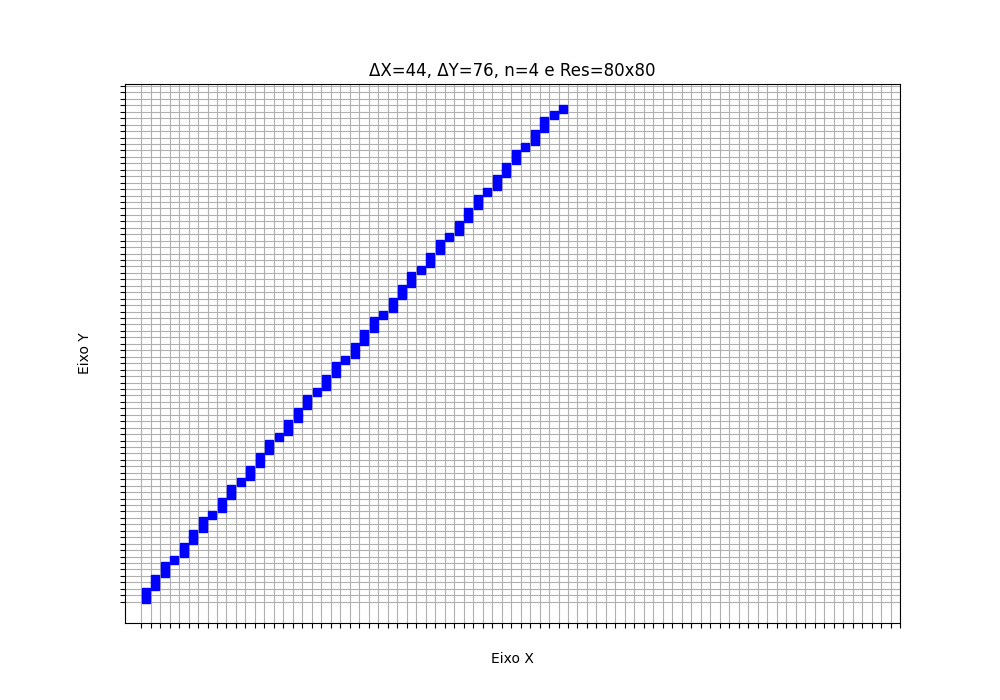 ΔX=44, ΔY=76, n=4 e Res=80x80
Eixo Y
Eixo X